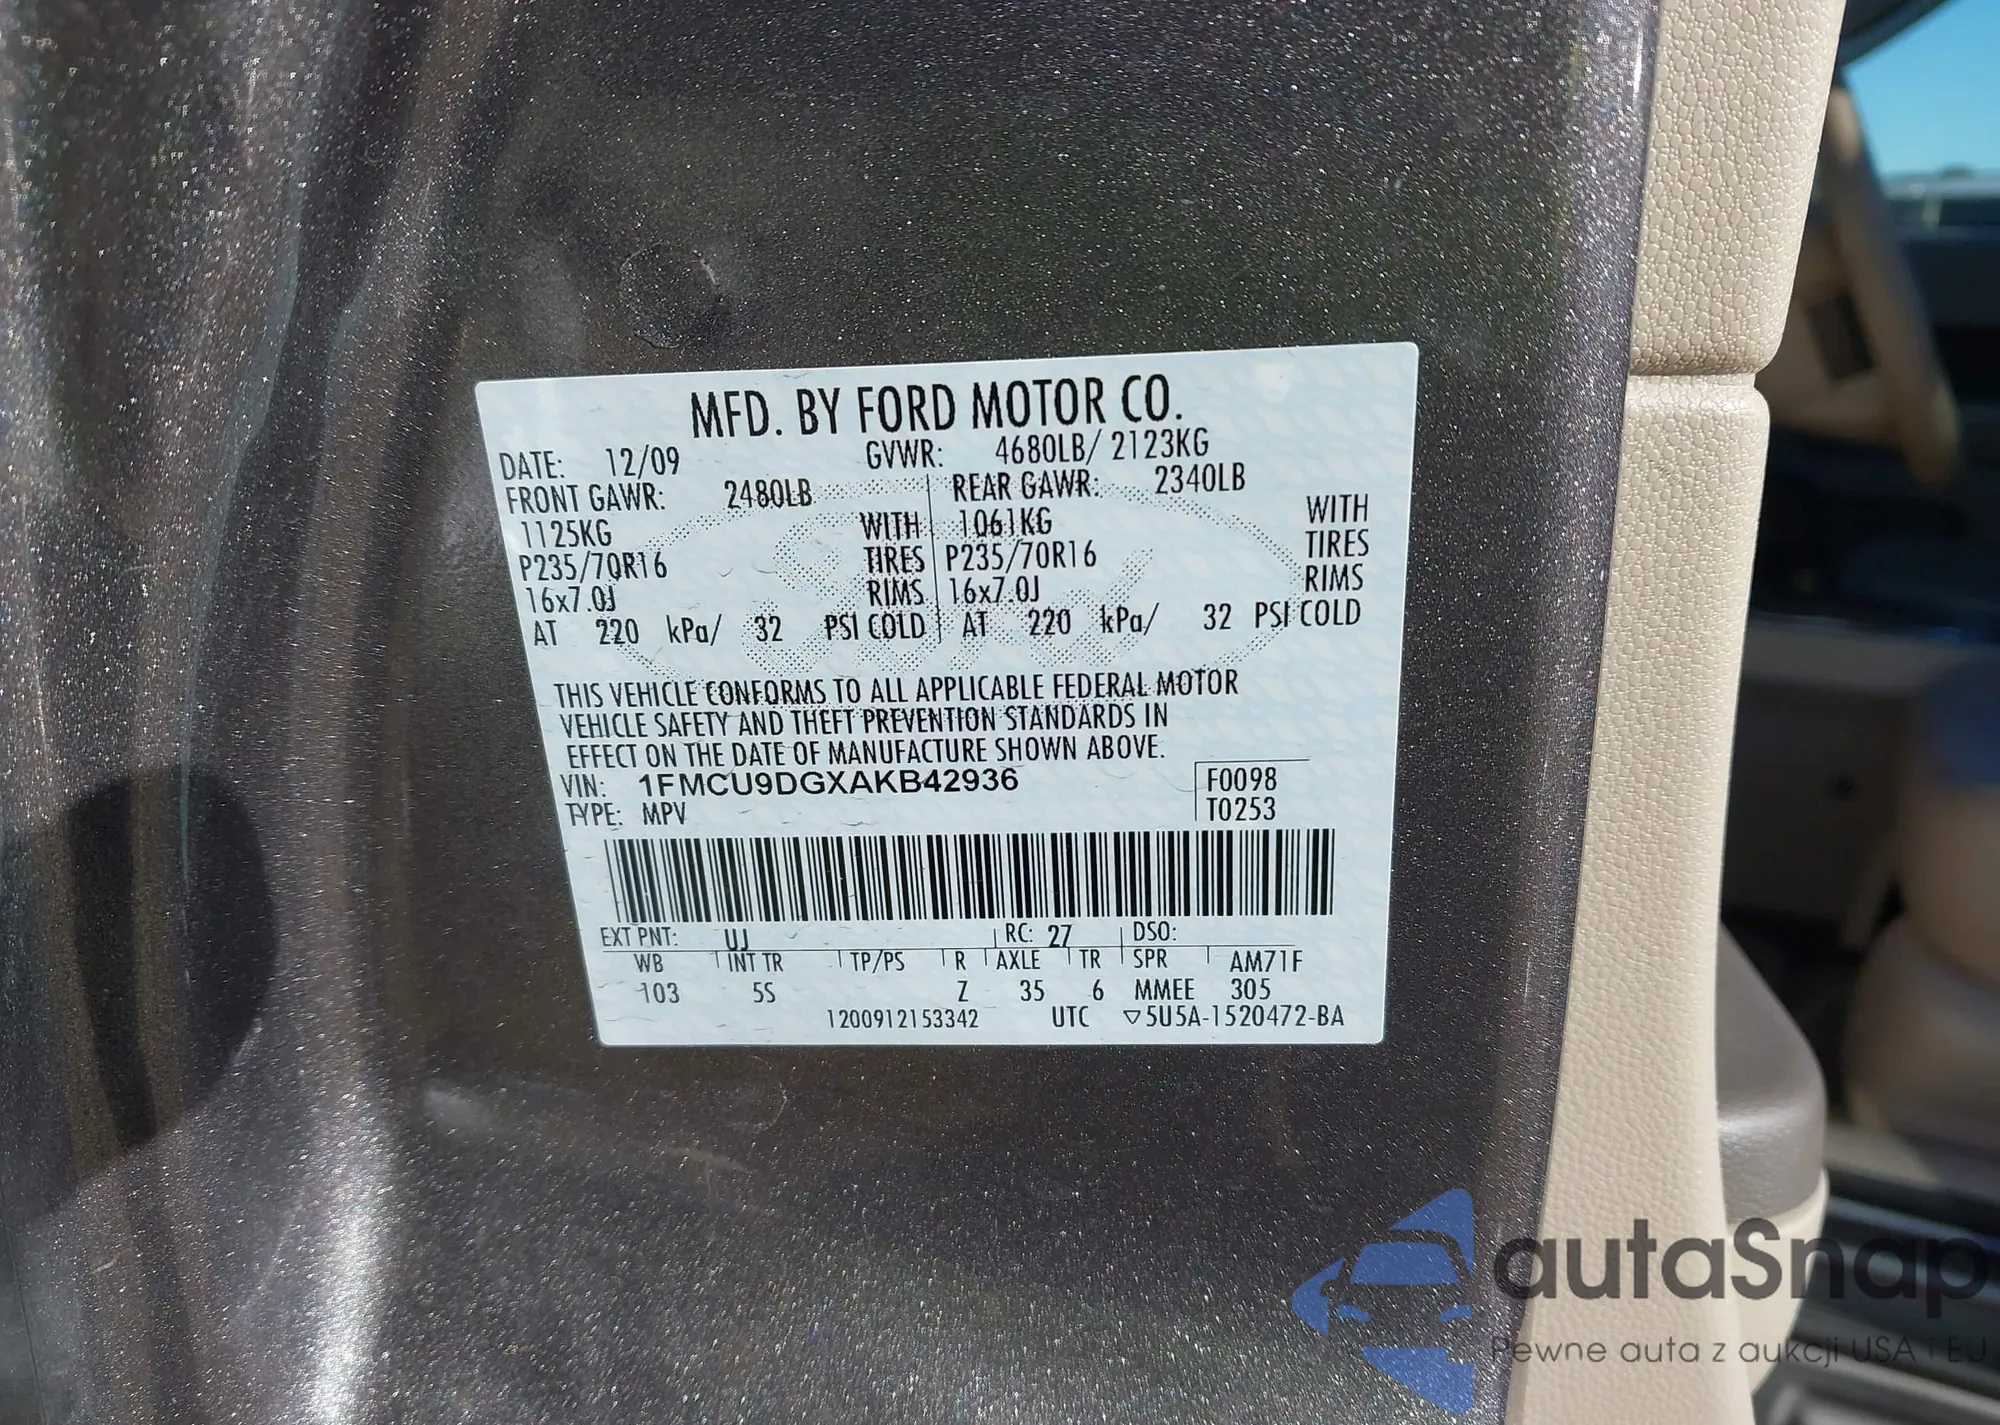 MFD. BY FORD MOTOR CO.
DATE: 12/09 GVWR: 4680LB/ 2123KG
FRONT GAWR: 2480LB REAR GAWR: 2340LB
1125KG WITH 1061KG WITH
P235/70R16 TIRES P235/70R16 TIRES
16x7.0J RIMS 16x7.0J RIMS
AT 220 kPa/ 32 PSI COLD AT 220 kPa/ 32 PSI COLD
THIS VEHICLE CONFORMS TO ALL APPLICABLE FEDERAL MOTOR
VEHICLE SAFETY AND THEFT PREVENTION STANDARDS IN
EFFECT ON THE DATE OF MANUFACTURE SHOWN ABOVE.
VIN: 1FMCU9DGXAKB42936 F0098
TYPE: MPV T0253
EXT PNT: UJ RC: 27 DSO:
WB INT TR TP/PS R AXLE TR SPR AM71F
103 5S Z 35 6 MMEE 305
1200912153342 UTC ▽5U5A-1520472-BA
autaSnap
Pewne auta z aukcji USA i EU